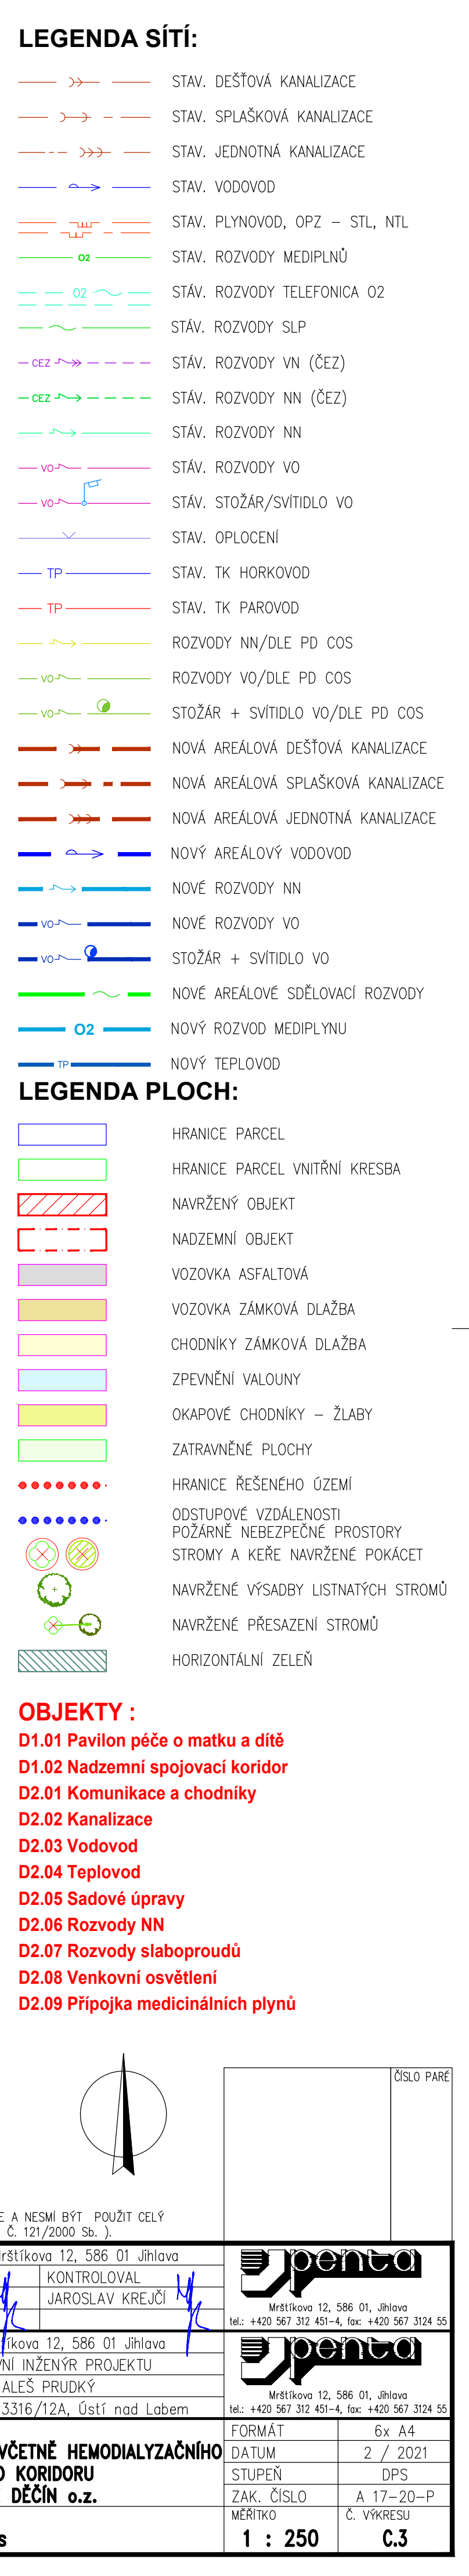 LEGENDA SÍTÍ:
STAV. DEŠŤOVÁ KANALIZACE
STAV. SPLAŠKOVÁ KANALIZACE
STAV. JEDNOTNÁ KANALIZACE
STAV. VODOVOD
STAV. PLYNOVOD, OPZ – STL, NTL
O2 STAV. ROZVODY MEDIPLNŮ
O2 STÁV. ROZVODY TELEFONICA O2
STÁV. ROZVODY SLP
CEZ STÁV. ROZVODY VN (ČEZ)
CEZ STÁV. ROZVODY NN (ČEZ)
STÁV. ROZVODY NN
VO STÁV. ROZVODY VO
VO STÁV. STOŽÁR/SVÍTIDLO VO
STAV. OPLOCENÍ
TP STAV. TK HORKOVOD
TP STAV. TK PAROVOD
ROZVODY NN/DLE PD COS
VO ROZVODY VO/DLE PD COS
VO STOŽÁR + SVÍTIDLO VO/DLE PD COS
NOVÁ AREÁLOVÁ DEŠŤOVÁ KANALIZACE
NOVÁ AREÁLOVÁ SPLAŠKOVÁ KANALIZACE
NOVÁ AREÁLOVÁ JEDNOTNÁ KANALIZACE
NOVÝ AREÁLOVÝ VODOVOD
NOVÉ ROZVODY NN
VO NOVÉ ROZVODY VO
VO STOŽÁR + SVÍTIDLO VO
NOVÉ AREÁLOVÉ SDĚLOVACÍ ROZVODY
O2 NOVÝ ROZVOD MEDIPLYNU
TP NOVÝ TEPLOVOD
LEGENDA PLOCH:
HRANICE PARCEL
HRANICE PARCEL VNITŘNÍ KRESBA
NAVRŽENÝ OBJEKT
NADZEMNÍ OBJEKT
VOZOVKA ASFALTOVÁ
VOZOVKA ZÁMKOVÁ DLAŽBA
CHODNÍKY ZÁMKOVÁ DLAŽBA
ZPEVNĚNÍ VALOUNY
OKAPOVÉ CHODNÍKY – ŽLABY
ZATRAVNĚNÉ PLOCHY
HRANICE ŘEŠENÉHO ÚZEMÍ
ODSTUPOVÉ VZDÁLENOSTI
POŽÁRNĚ NEBEZPEČNÉ PROSTORY
STROMY A KEŘE NAVRŽENÉ POKÁCET
NAVRŽENÉ VÝSADBY LISTNATÝCH STROMŮ
NAVRŽENÉ PŘESAZENÍ STROMŮ
HORIZONTÁLNÍ ZELEŇ
OBJEKTY :
D1.01 Pavilon péče o matku a dítě
D1.02 Nadzemní spojovací koridor
D2.01 Komunikace a chodníky
D2.02 Kanalizace
D2.03 Vodovod
D2.04 Teplovod
D2.05 Sadové úpravy
D2.06 Rozvody NN
D2.07 Rozvody slaboproudů
D2.08 Venkovní osvětlení
D2.09 Přípojka medicinálních plynů
ČÍSLO PARÉ
E A NESMÍ BÝT POUŽIT CELÝ
Č. 121/2000 Sb. ).
rštíkova 12, 586 01 Jihlava
KONTROLOVAL
JAROSLAV KREJČÍ
penta
Mrštíkova 12, 586 01, Jihlava
tel.: +420 567 312 451–4, fax: +420 567 3124 55
tíkova 12, 586 01 Jihlava
VNÍ INŽENÝR PROJEKTU
ALEŠ PRUDKÝ
3316/12A, Ústí nad Labem
penta
Mrštíkova 12, 586 01, Jihlava
tel.: +420 567 312 451–4, fax: +420 567 3124 55
VČETNĚ HEMODIALYZAČNÍHO
O KORIDORU
DĚČÍN o.z.
s
FORMÁT 6x A4
DATUM 2 / 2021
STUPEŇ DPS
ZAK. ČÍSLO A 17–20–P
MĚŘÍTKO Č. VÝKRESU
1 : 250 C.3